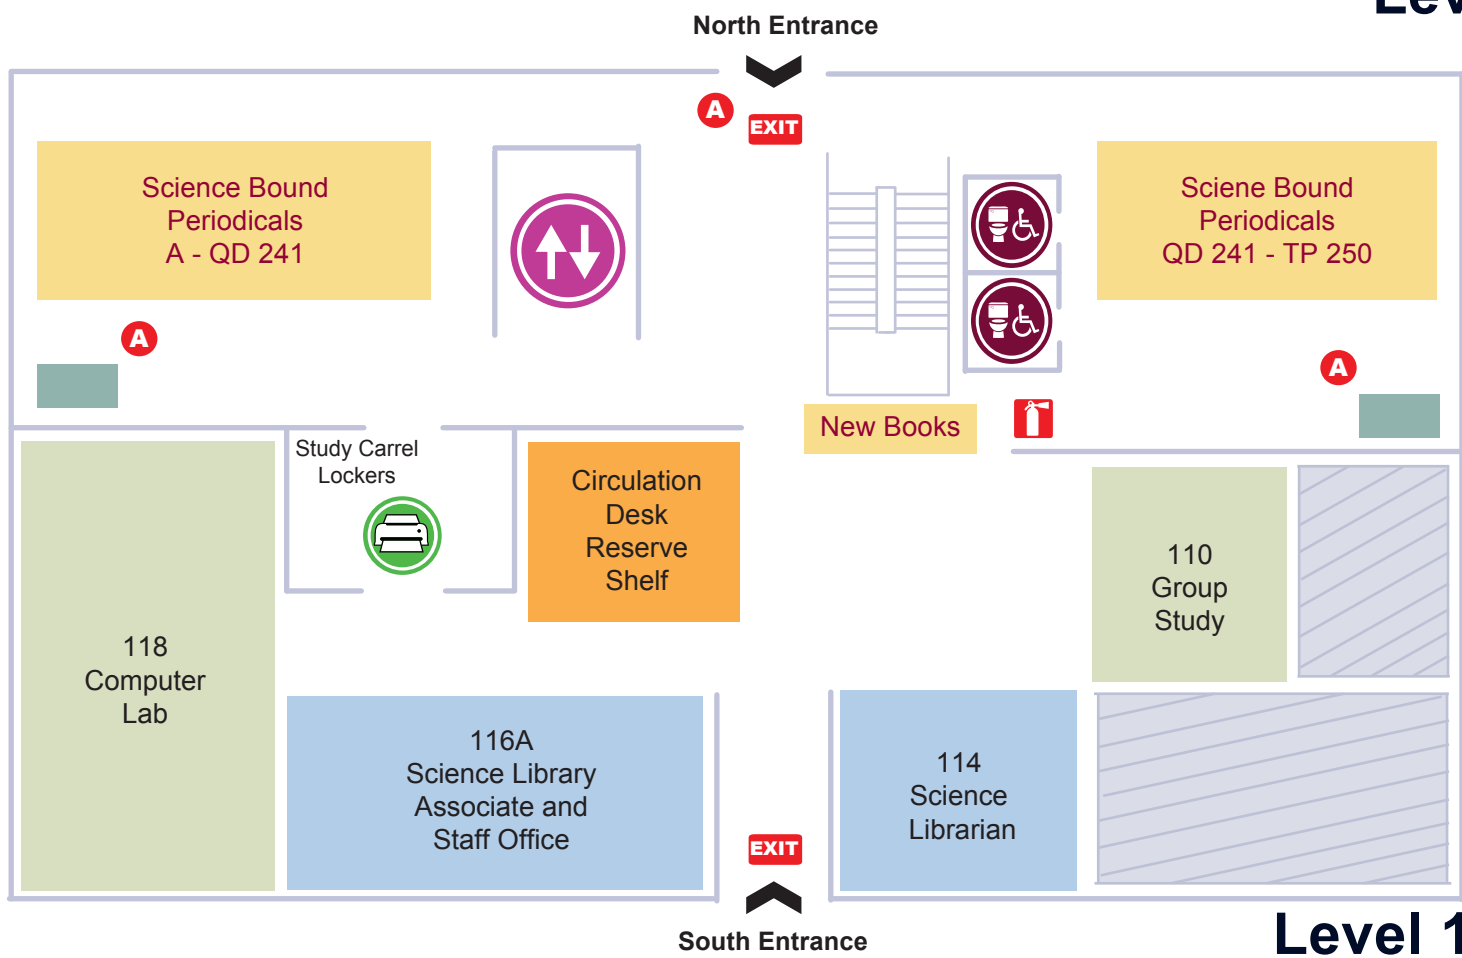 Lev
North Entrance
A
EXIT
Science Bound
Periodicals
A - QD 241
Sciene Bound
Periodicals
QD 241 - TP 250
A
A
New Books
Study Carrel
Lockers
Circulation
Desk
Reserve
Shelf
110
Group
Study
118
Computer
Lab
116A
Science Library
Associate and
Staff Office
114
Science
Librarian
EXIT
South Entrance
Level 1